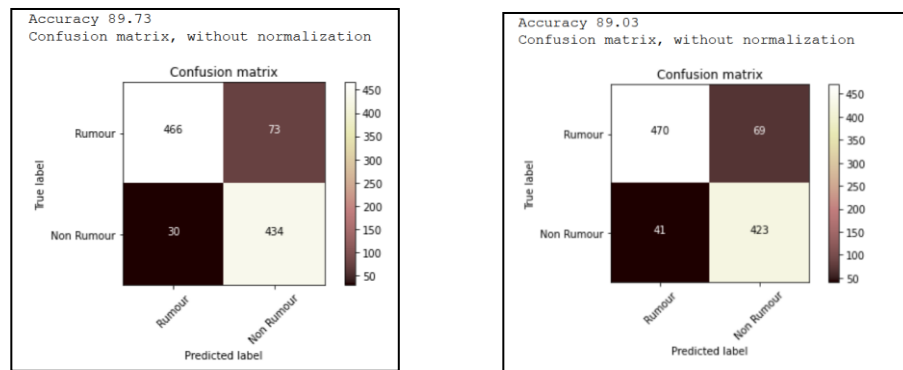 Accuracy 89.73
Confusion matrix, without normalization
Confusion matrix
Rumour
Non Rumour
True label
466
73
30
434
Rumour
Non Rumour
Predicted label
450
400
350
300
250
200
150
100
50
Accuracy 89.03
Confusion matrix, without normalization
Confusion matrix
Rumour
Non Rumour
True label
470
69
41
423
Rumour
Non Rumour
Predicted label
450
400
350
300
250
200
150
100
50